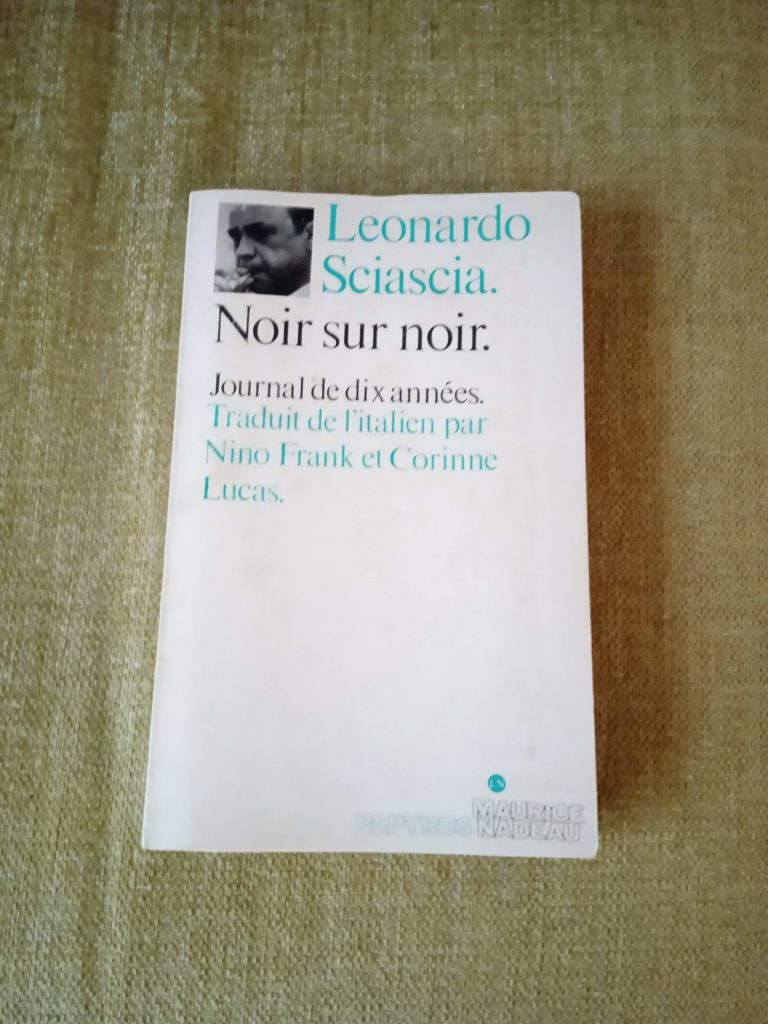 Leonardo
Sciascia.
Noir sur noir.
Journal de dix années.
Traduit de l'italien par
Nino Frank et Corinne
Lucas.
LN
MAURICE
PAPYRUS NADEAU